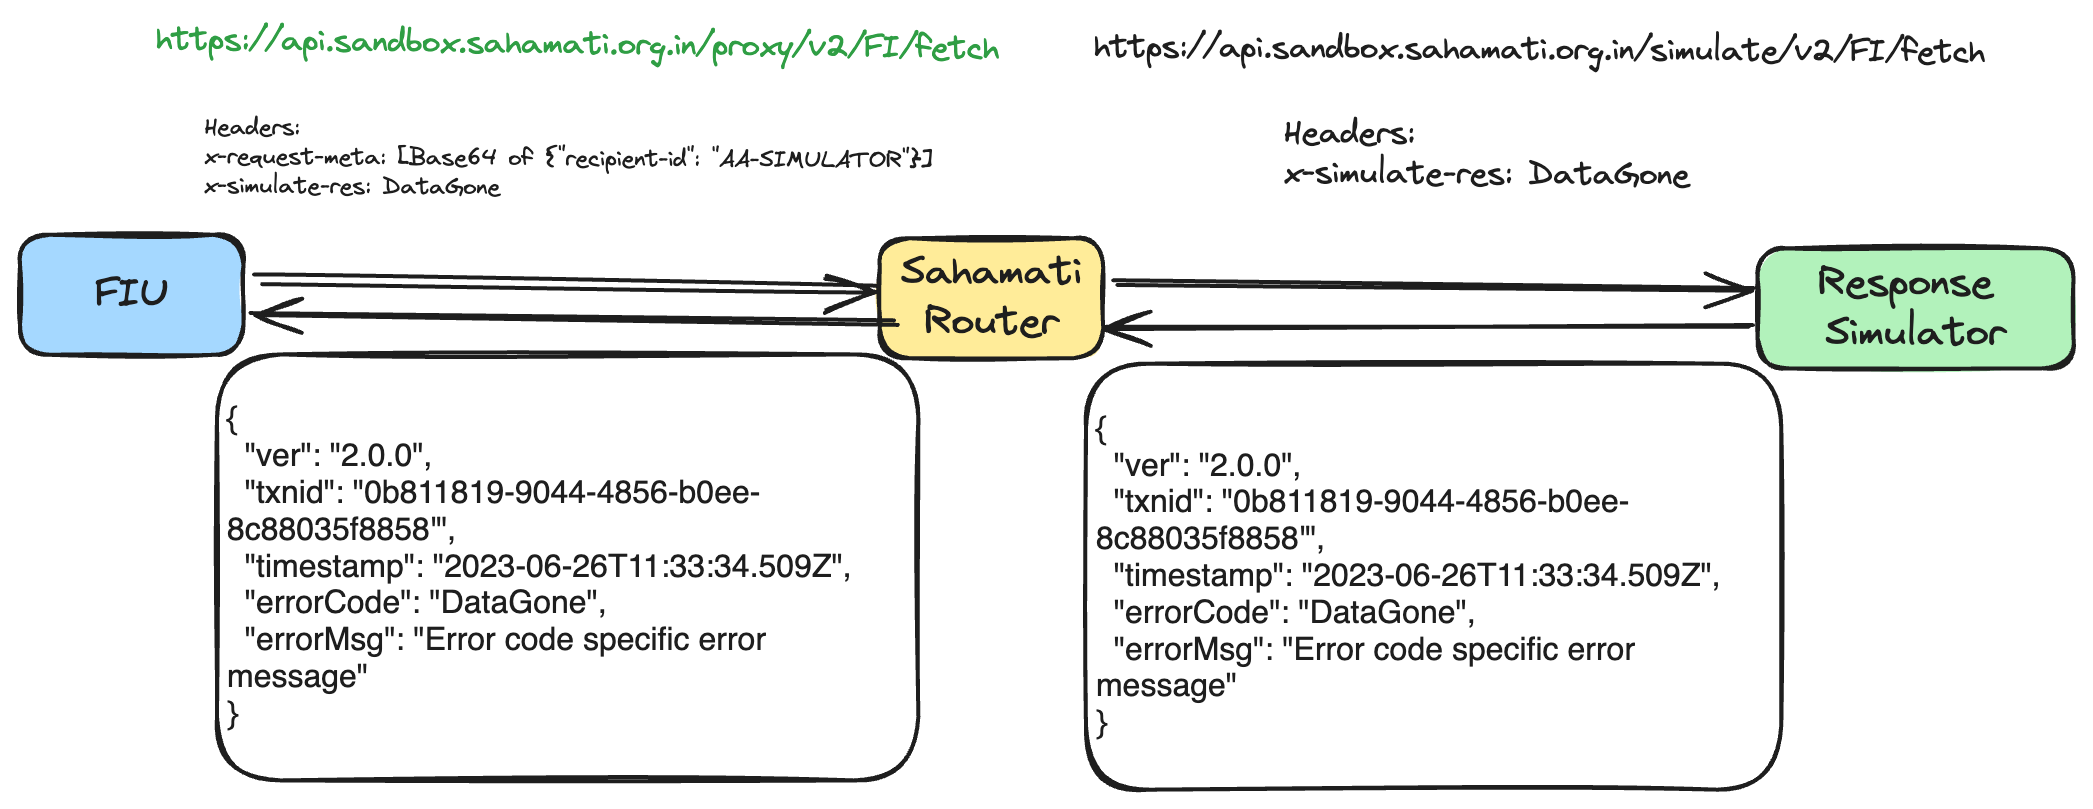 https://api.sandbox.sahamati.org.in/proxy/v2/FI/fetch
https://api.sandbox.sahamati.org.in/simulate/v2/FI/fetch
Headers:
x-request-meta: [Base64 of {"recipient-id": "AA-SIMULATOR"}]
x-simulate-res: DataGone
Headers:
x-simulate-res: DataGone
FIU
Sahamati
Router
Response
Simulator
{
"ver": "2.0.0",
"txnid": "0b811819-9044-4856-b0ee-
8c88035f8858'",
"timestamp": "2023-06-26T11:33:34.509Z",
"errorCode": "DataGone",
"errorMsg": "Error code specific error
message"
}
{
"ver": "2.0.0",
"txnid": "0b811819-9044-4856-b0ee-
8c88035f8858'",
"timestamp": "2023-06-26T11:33:34.509Z",
"errorCode": "DataGone",
"errorMsg": "Error code specific error
message"
}